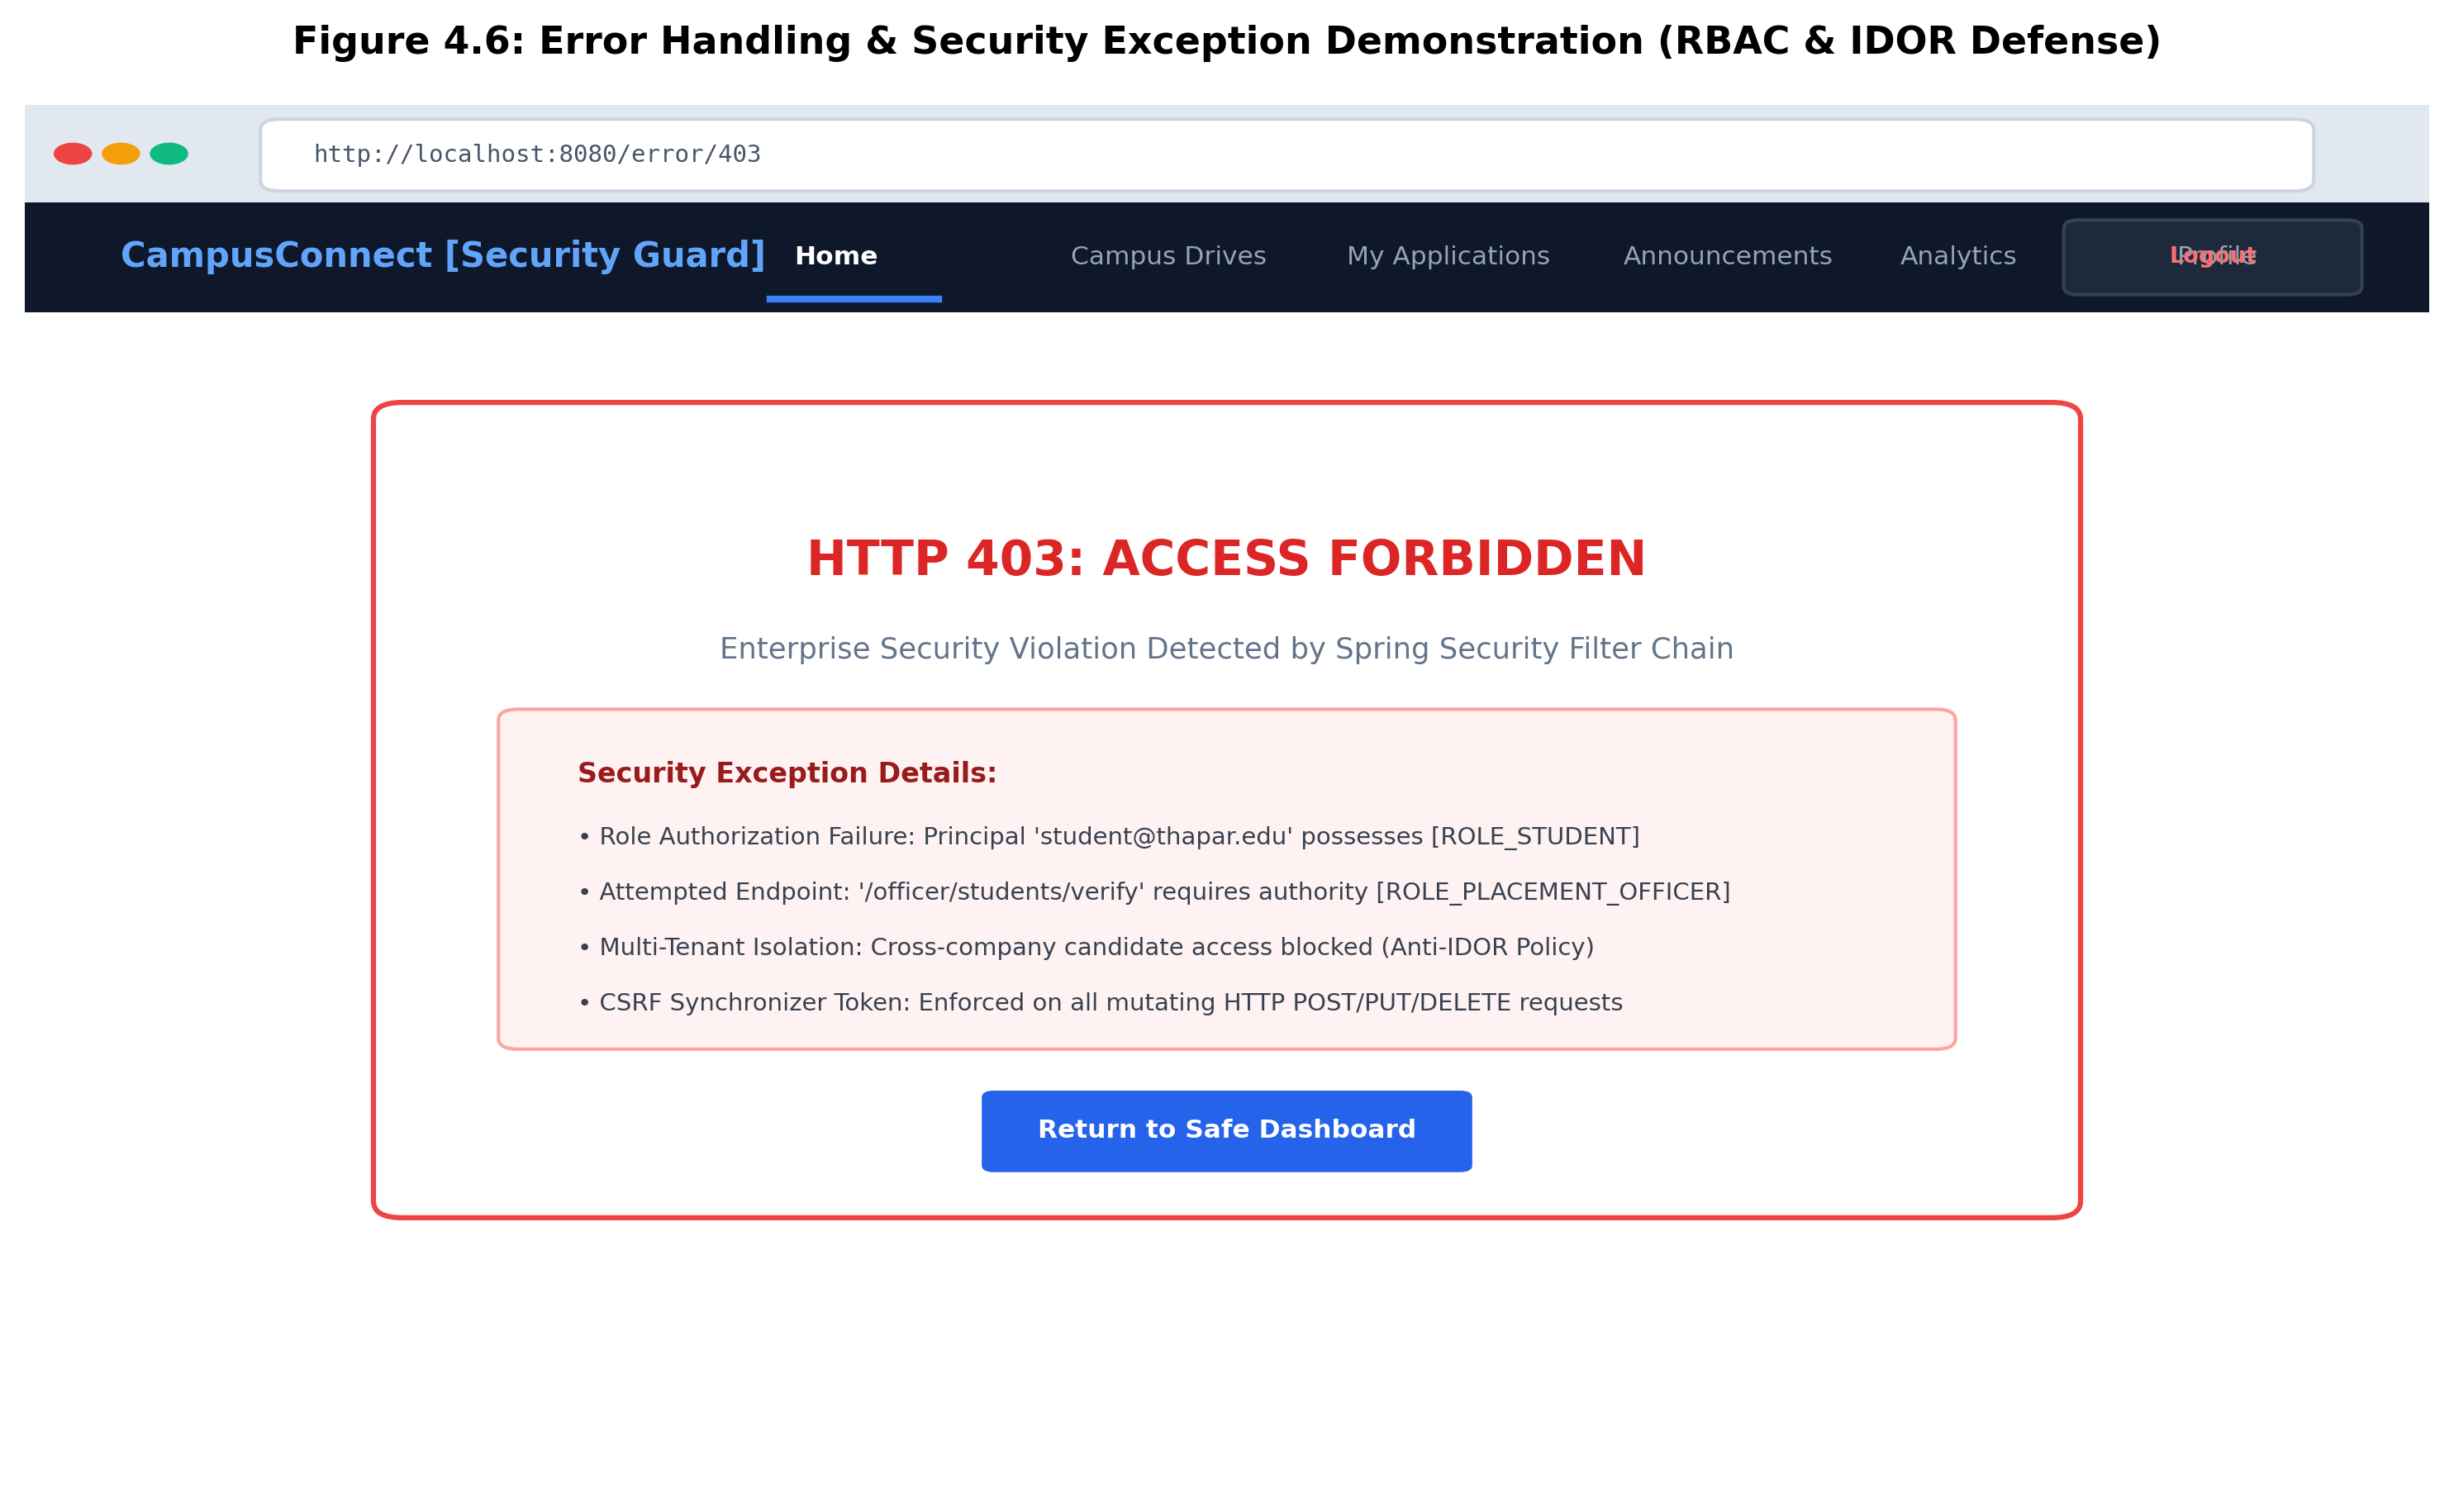 Figure 4.6: Error Handling & Security Exception Demonstration (RBAC & IDOR Defense)
http://localhost:8080/error/403
CampusConnect [Security Guard] Home Campus Drives My Applications Announcements Analytics Profile Logout
HTTP 403: ACCESS FORBIDDEN
Enterprise Security Violation Detected by Spring Security Filter Chain
Security Exception Details:
• Role Authorization Failure: Principal 'student@thapar.edu' possesses [ROLE_STUDENT]
• Attempted Endpoint: '/officer/students/verify' requires authority [ROLE_PLACEMENT_OFFICER]
• Multi-Tenant Isolation: Cross-company candidate access blocked (Anti-IDOR Policy)
• CSRF Synchronizer Token: Enforced on all mutating HTTP POST/PUT/DELETE requests
Return to Safe Dashboard